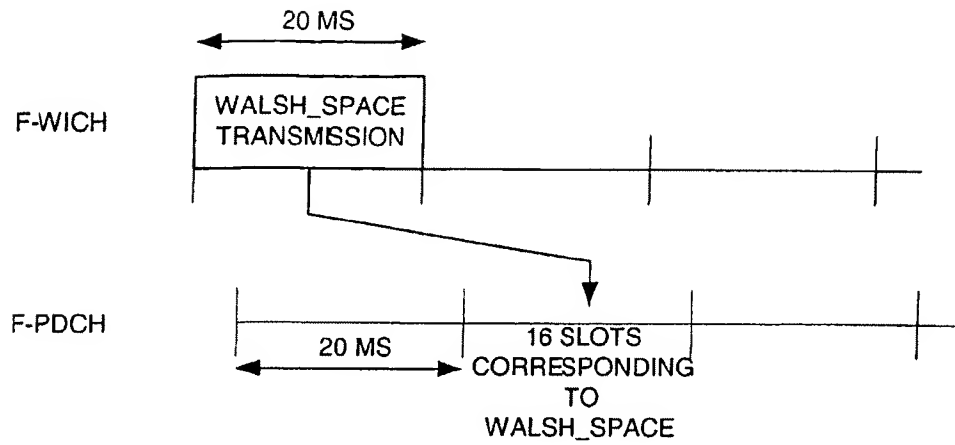 20 MS
F-WICH
WALSH_SPACE
TRANSMISSION
F-PDCH
20 MS
16 SLOTS
CORRESPONDING
TO
WALSH_SPACE